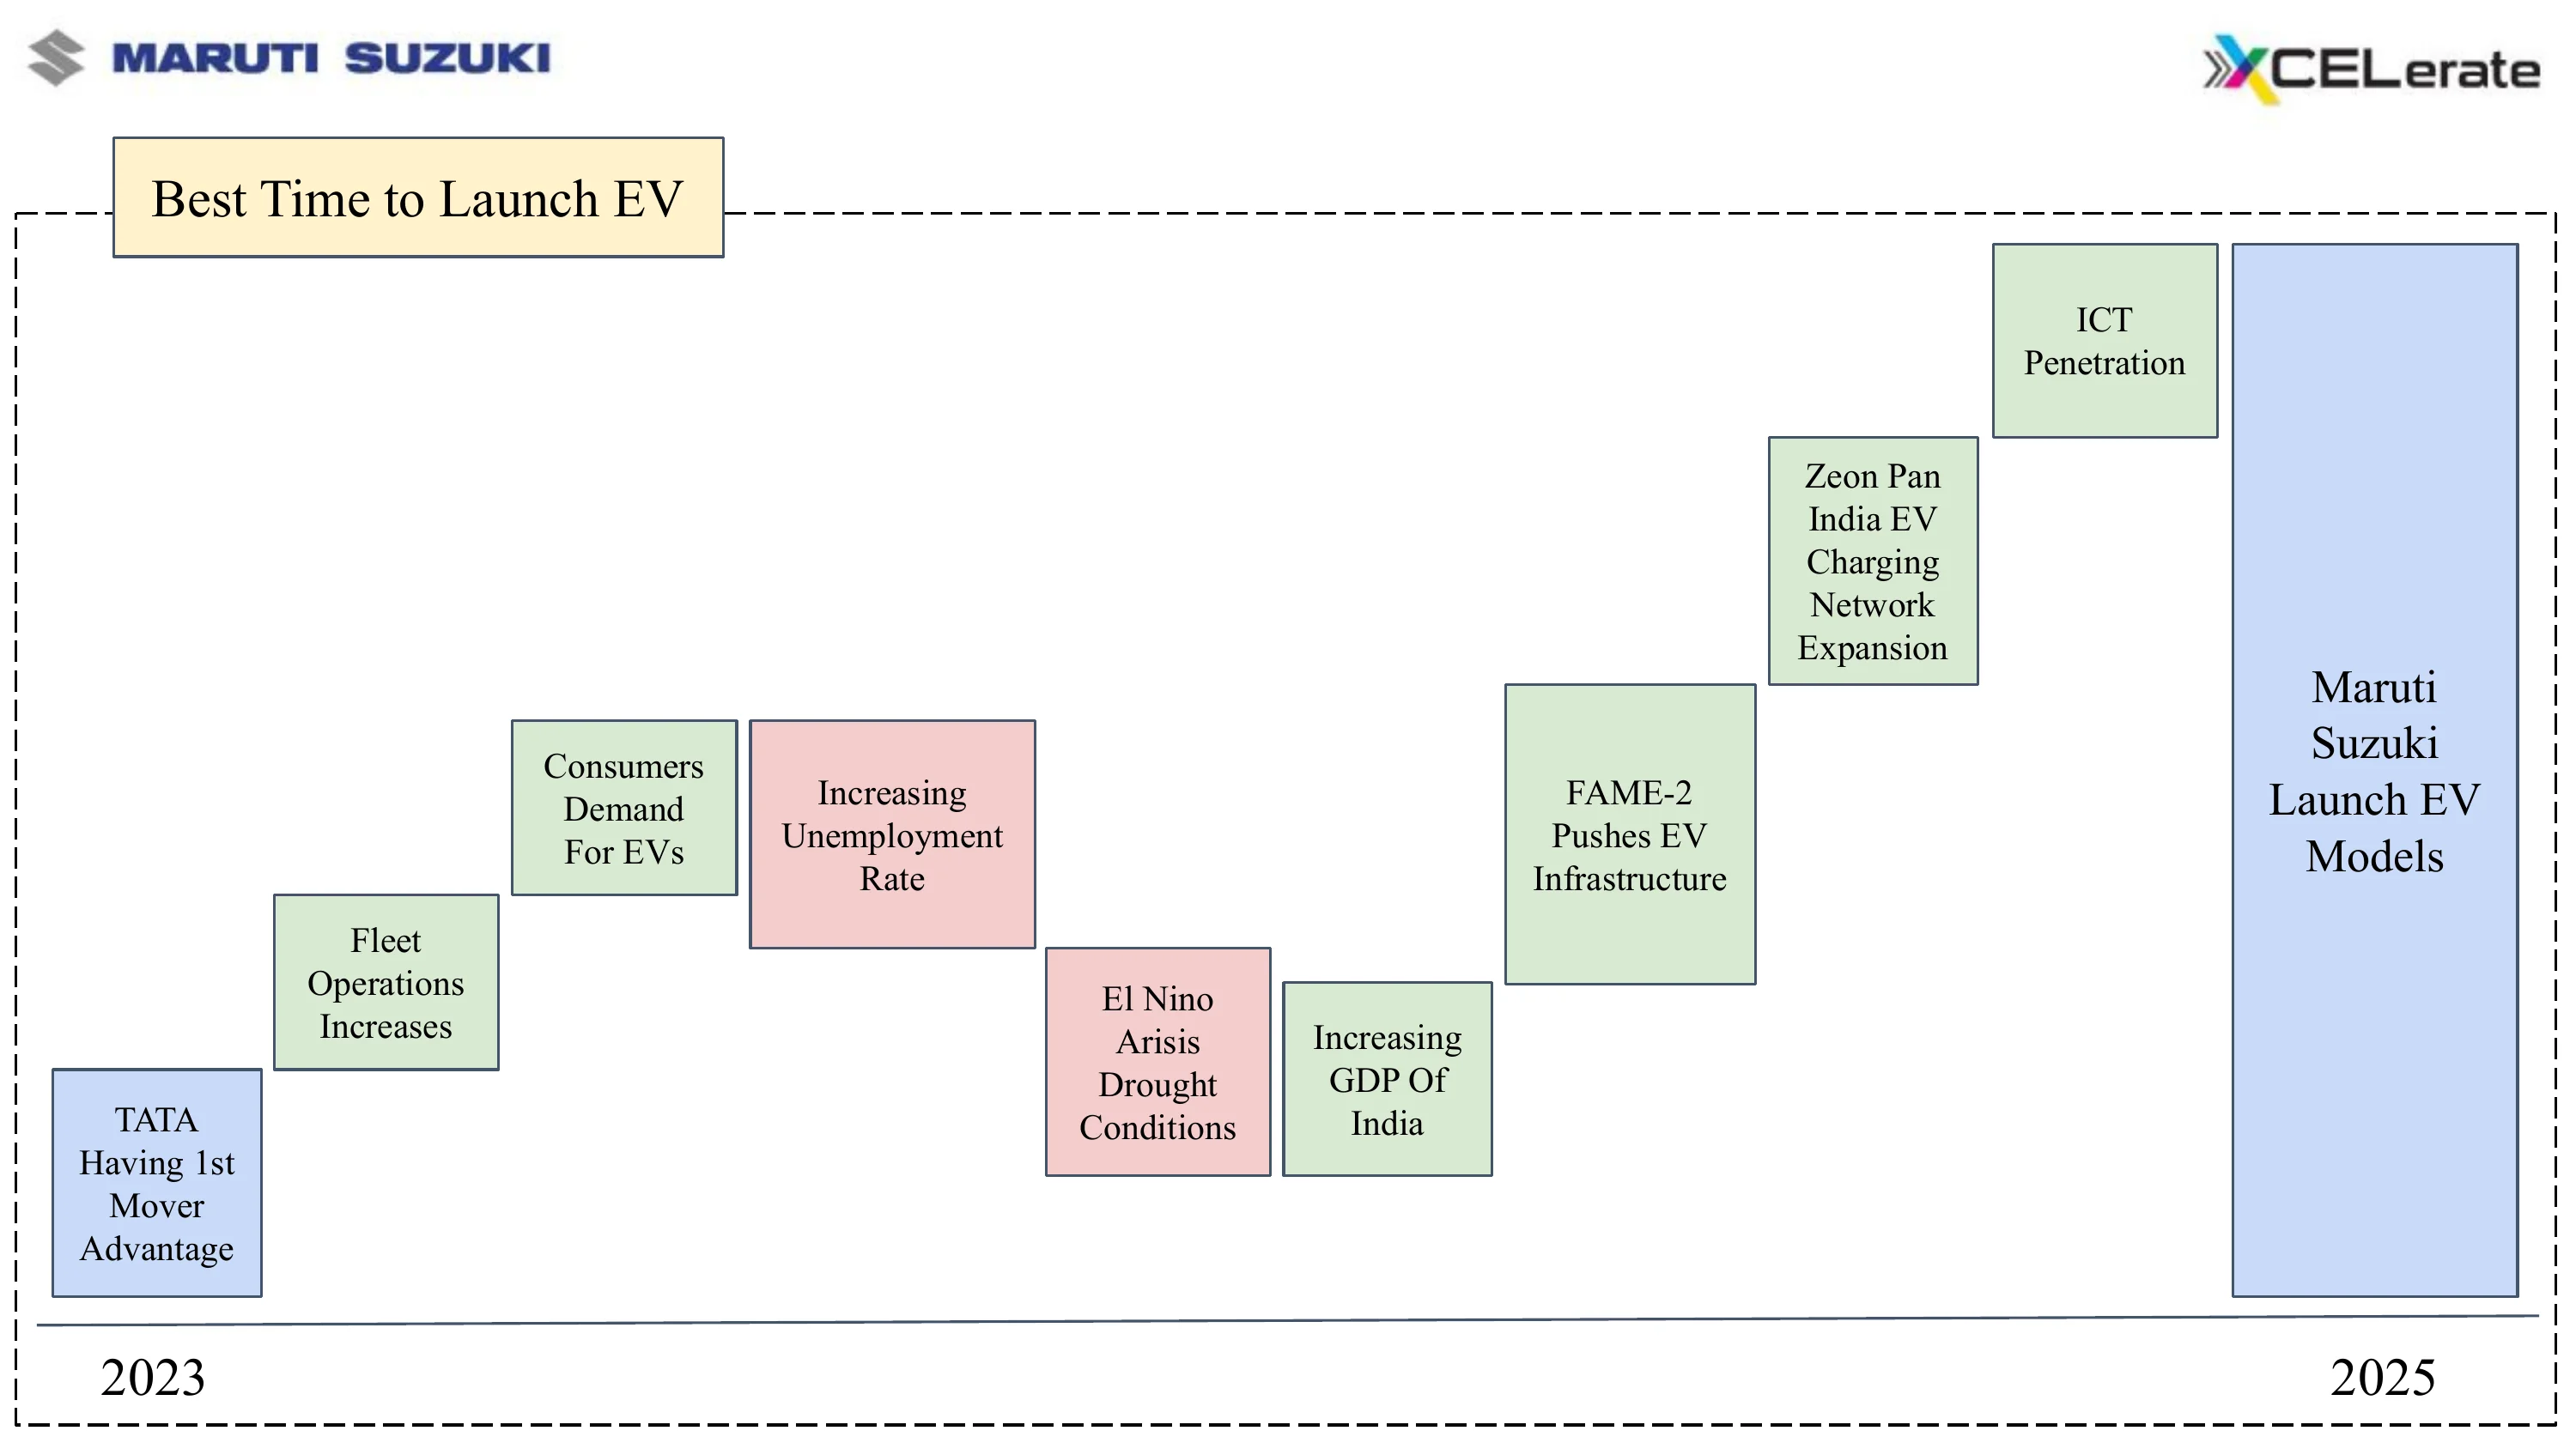 MARUTI SUZUKI
XCELerate
Best Time to Launch EV
TATA
Having 1st
Mover
Advantage
Fleet
Operations
Increases
Consumers
Demand
For EVs
Increasing
Unemployment
Rate
El Nino
Arisis
Drought
Conditions
Increasing
GDP Of
India
FAME-2
Pushes EV
Infrastructure
Zeon Pan
India EV
Charging
Network
Expansion
ICT
Penetration
Maruti
Suzuki
Launch EV
Models
2023
2025